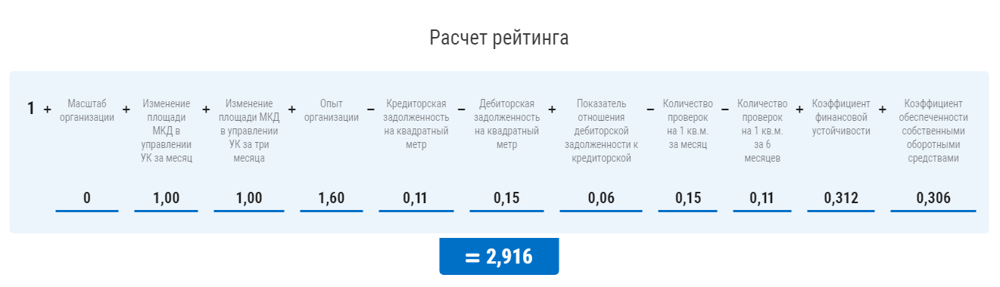 Расчет рейтинга
1 + Масштаб организации + Изменение площади МКД в управлении УК за месяц + Изменение площади МКД в управлении УК за три месяца + Опыт организации − Кредиторская задолженность на квадратный метр − Дебиторская задолженность на квадратный метр + Показатель отношения дебиторской задолженности к кредиторской − Количество проверок на 1 кв.м. за месяц − Количество проверок на 1 кв.м. за 6 месяцев + Коэффициент финансовой устойчивости + Коэффициент обеспеченности собственными оборотными средствами
0 1,00 1,00 1,60 0,11 0,15 0,06 0,15 0,11 0,312 0,306
= 2,916